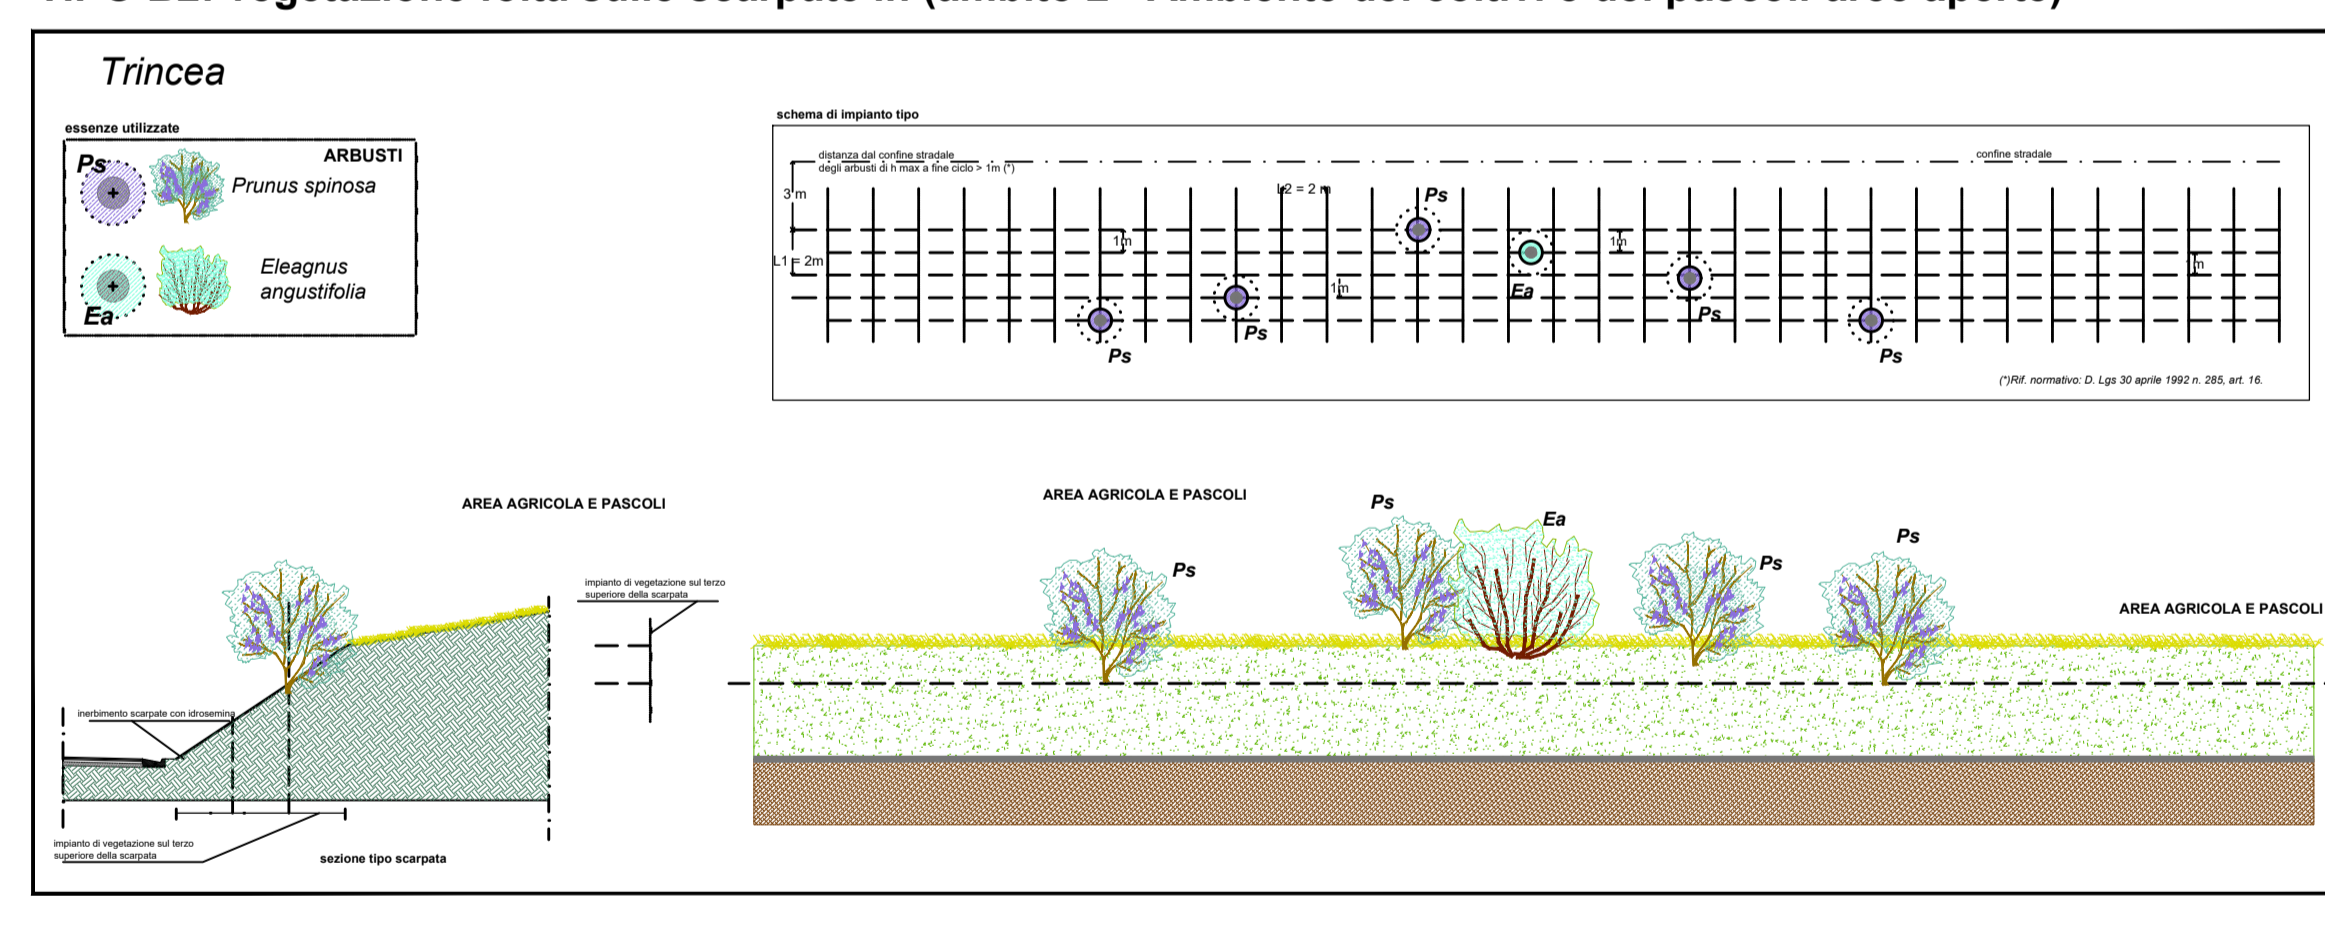 Trincea
essenze utilizzate
Ps
ARBUSTI
Prunus spinosa
Eleagnus
angustifolia
Ea
schema di impianto tipo
distanza dal confine stradale
degli arbusti di h max a fine ciclo > 1m (*)
confine stradale
3 m
L2 = 2 m
Ps
1m
1m
L1 = 2m
m
1m
Ea
Ps
Ps
Ps
Ps
(*)Rif. normativo: D. Lgs 30 aprile 1992 n. 285, art. 16.
AREA AGRICOLA E PASCOLI
AREA AGRICOLA E PASCOLI
Ps
Ea
Ps
Ps
Ps
impianto di vegetazione sul terzo
superiore della scarpata
AREA AGRICOLA E PASCOLI
inerbimento scarpate con idrosemina
impianto di vegetazione sul terzo
superiore della scarpata
sezione tipo scarpata